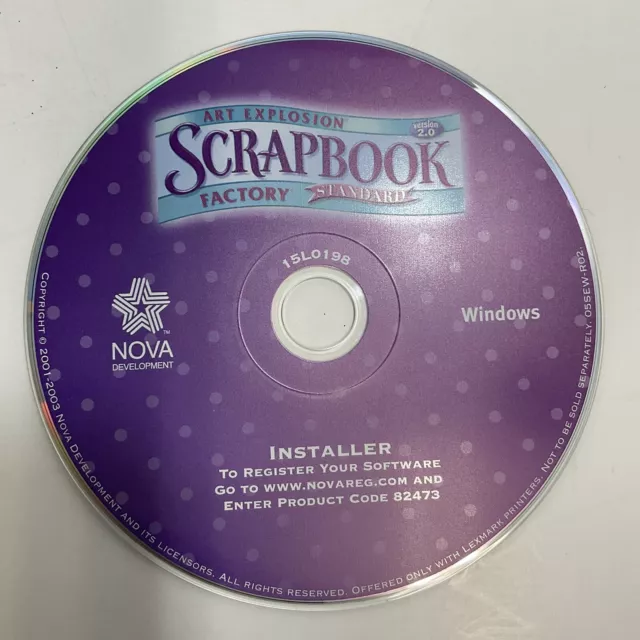 ART EXPLOSION
version 2.0
SCRAPBOOK
FACTORY STANDARD
15L0198
Windows
NOVA
DEVELOPMENT
™
INSTALLER
TO REGISTER YOUR SOFTWARE
GO TO WWW.NOVAREG.COM AND
ENTER PRODUCT CODE 82473
COPYRIGHT © 2001-2003 NOVA DEVELOPMENT AND ITS LICENSORS. ALL RIGHTS RESERVED. OFFERED ONLY WITH LEXMARK PRINTERS. NOT TO BE SOLD SEPARATELY. 05SEW-R02.